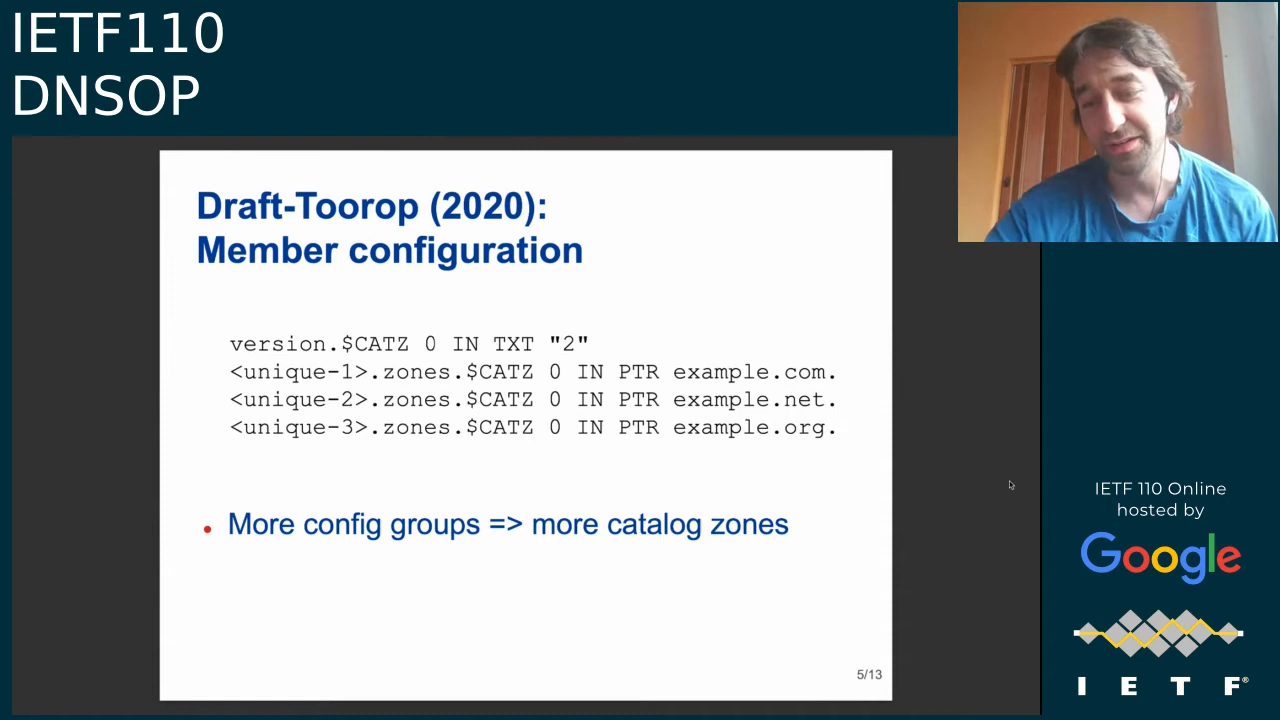 IETF110
DNSOP
Draft-Toorop (2020):
Member configuration
version.$CATZ 0 IN TXT "2"
<unique-1>.zones.$CATZ 0 IN PTR example.com.
<unique-2>.zones.$CATZ 0 IN PTR example.net.
<unique-3>.zones.$CATZ 0 IN PTR example.org.
• More config groups => more catalog zones
5/13
IETF 110 Online
hosted by
Google
I E T F®